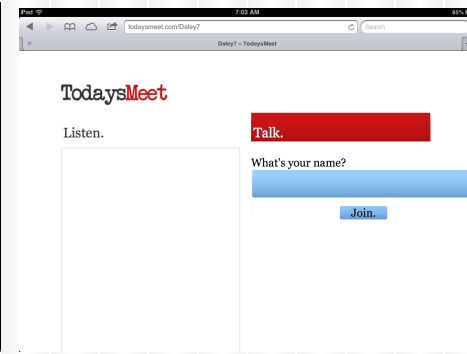 iPad 7:03 AM 85%
todaysmeet.com/Daley7 Search
× Daley7 - TodaysMeet
TodaysMeet
Listen.
Talk.
What's your name?
Join.